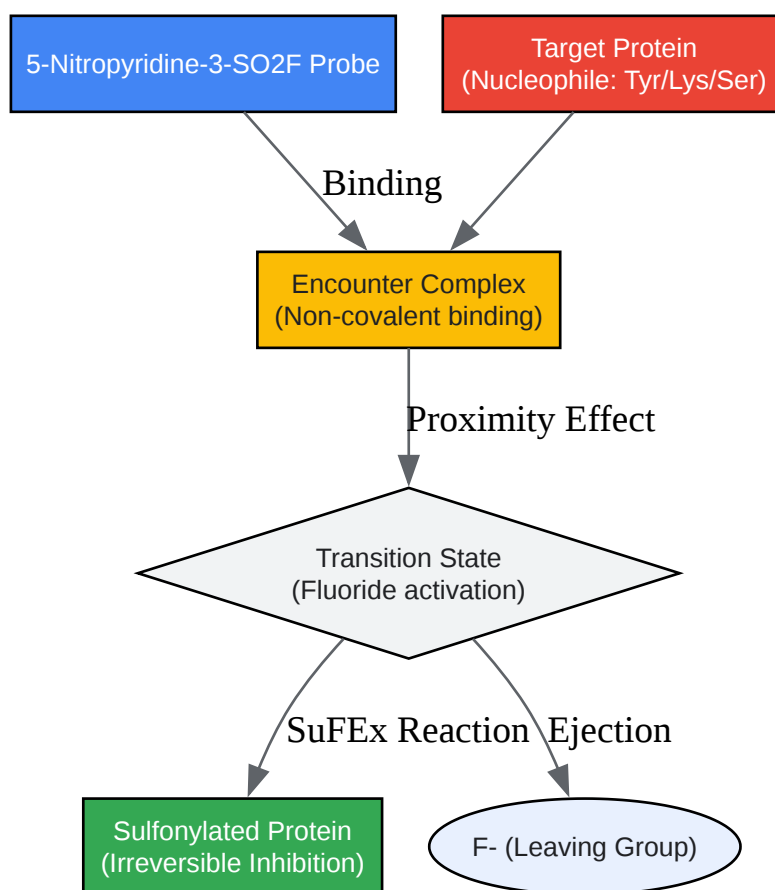 5-Nitropyridine-3-SO2F Probe
Target Protein
(Nucleophile: Tyr/Lys/Ser)
Binding
Encounter Complex
(Non-covalent binding)
Proximity Effect
Transition State
(Fluoride activation)
SuFEx Reaction
Ejection
Sulfonylated Protein
(Irreversible Inhibition)
F- (Leaving Group)